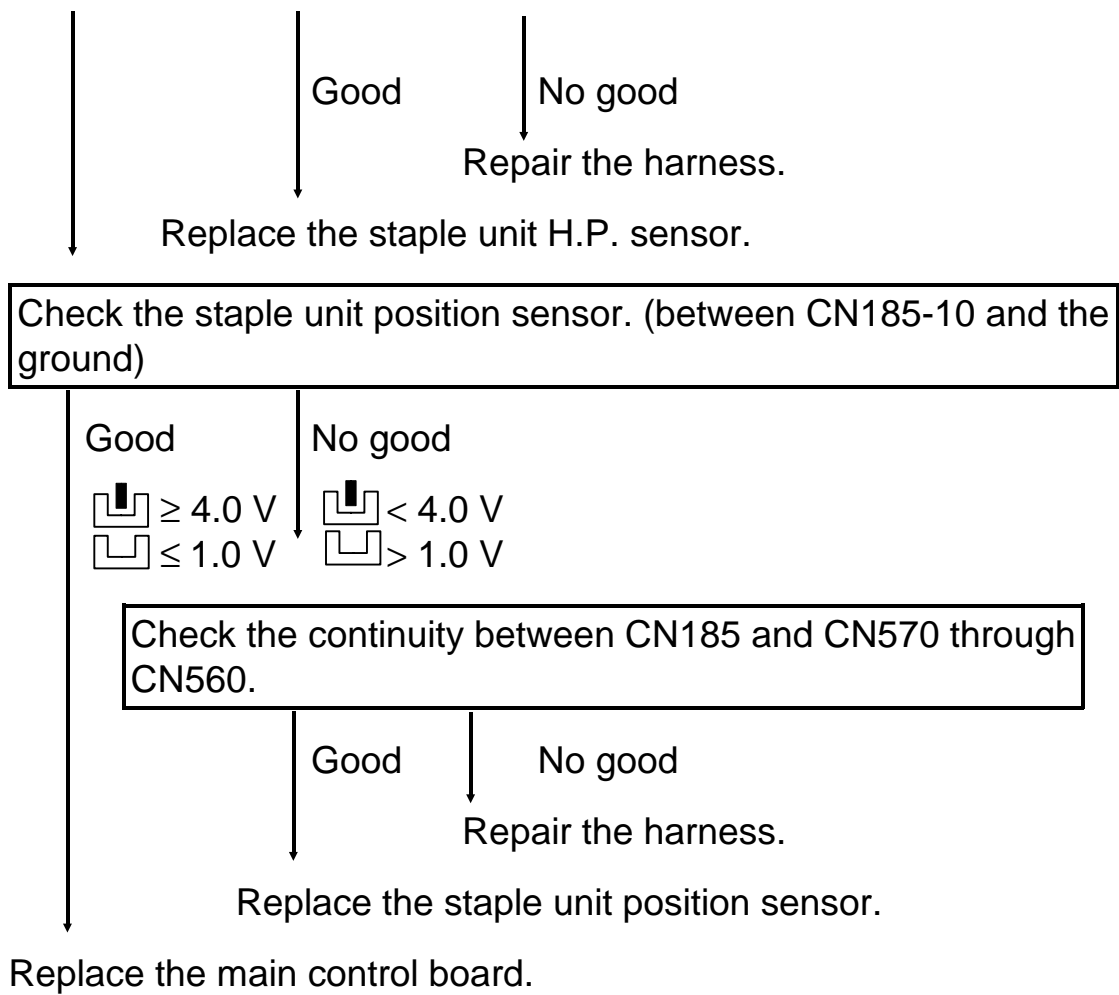 Good No good
Repair the harness.
Replace the staple unit H.P. sensor.
Check the staple unit position sensor. (between CN185-10 and the
ground)
Good No good
≥ 4.0 V < 4.0 V
≤ 1.0 V > 1.0 V
Check the continuity between CN185 and CN570 through
CN560.
Good No good
Repair the harness.
Replace the staple unit position sensor.
Replace the main control board.